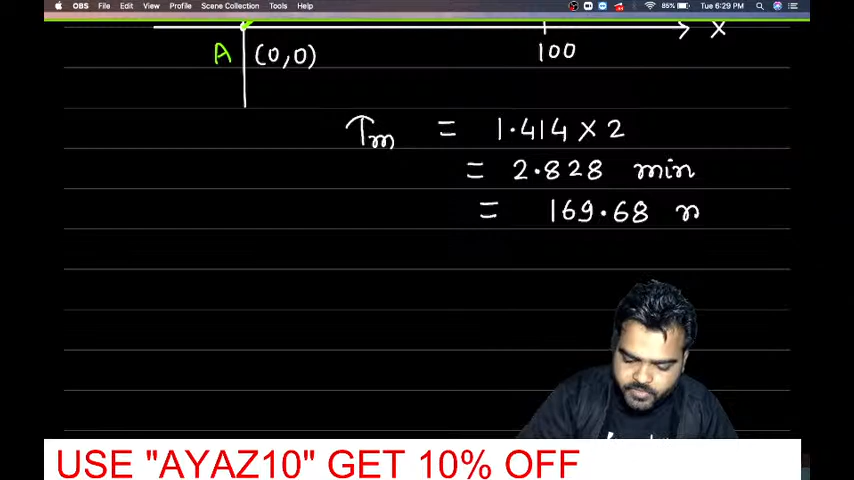 OBS File Edit View Profile Scene Collection Tools Help 85% Tue 6:29 PM
X
A (0,0) 100
Tm = 1.414 × 2
= 2.828 min
= 169.68 n
USE "AYAZ10" GET 10% OFF